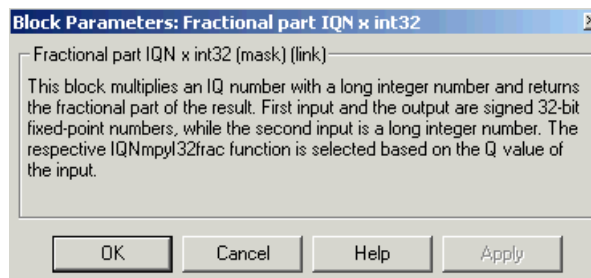 Block Parameters: Fractional part IQN x int32
Fractional part IQN x int32 (mask) (link)
This block multiplies an IQ number with a long integer number and returns
the fractional part of the result. First input and the output are signed 32-bit
fixed-point numbers, while the second input is a long integer number. The
respective IQNmpyI32frac function is selected based on the Q value of
the input.
OK Cancel Help Apply